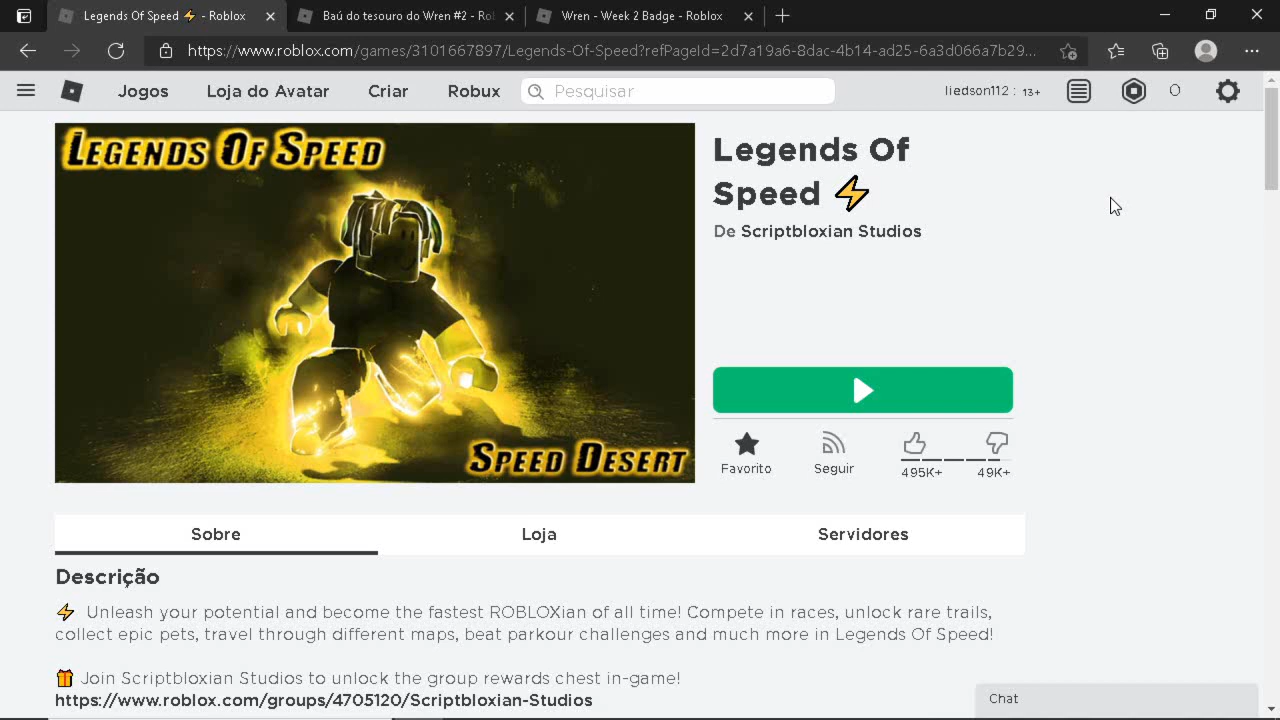 Legends Of Speed ⚡ - Roblox
Baú do tesouro do Wren #2 - Ro
Wren - Week 2 Badge - Roblox
https://www.roblox.com/games/3101667897/Legends-Of-Speed?refPageId=2d7a19a6-8dac-4b14-ad25-6a3d066a7b29...
Jogos
Loja do Avatar
Criar
Robux
Pesquisar
liedson112 : 13+
0
LEGENDS OF SPEED
SPEED DESERT
Legends Of
Speed ⚡
De Scriptbloxian Studios
Favorito
Seguir
495K+
49K+
Sobre
Loja
Servidores
Descrição
⚡ Unleash your potential and become the fastest ROBLOXian of all time! Compete in races, unlock rare trails,
collect epic pets, travel through different maps, beat parkour challenges and much more in Legends Of Speed!
🎁 Join Scriptbloxian Studios to unlock the group rewards chest in-game!
https://www.roblox.com/groups/4705120/Scriptbloxian-Studios
Chat